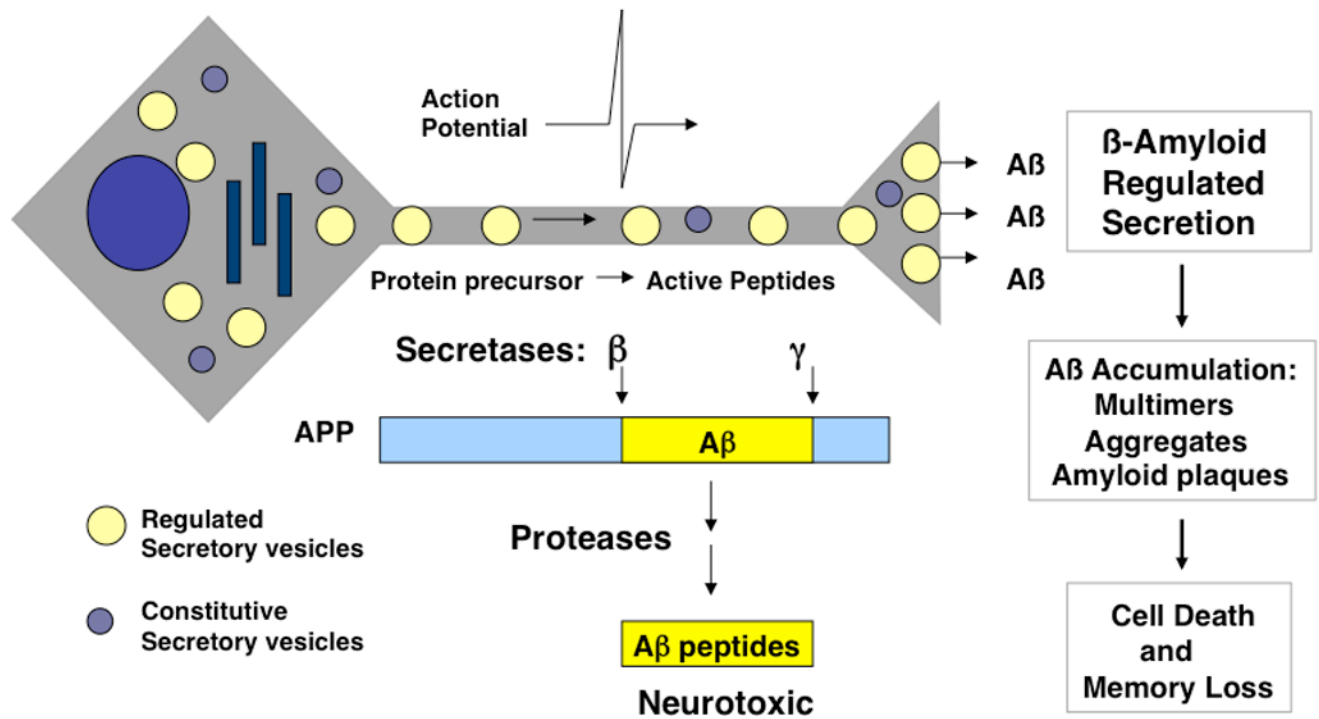 Action
Potential
Aß
Aß
Aß
ß-Amyloid
Regulated
Secretion
Protein precursor
Active Peptides
Secretases: β γ
APP
Aβ
Aß Accumulation:
Multimers
Aggregates
Amyloid plaques
Regulated
Secretory vesicles
Proteases
Constitutive
Secretory vesicles
Aβ peptides
Neurotoxic
Cell Death
and
Memory Loss